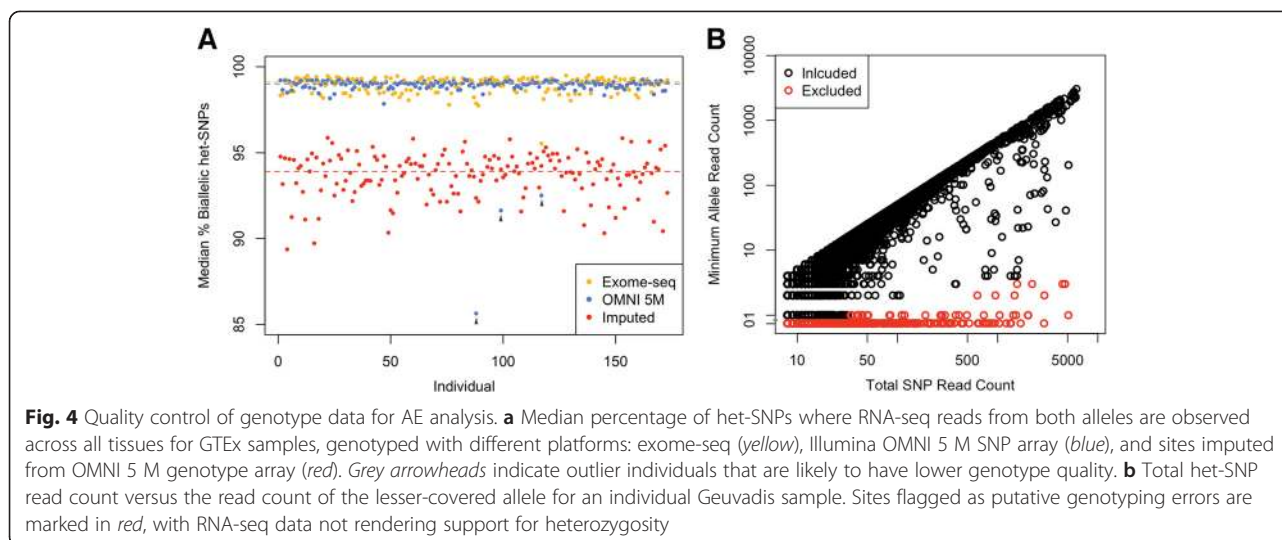 A
Median % Biallelic het-SNPs
100
95
90
85
Exome-seq
OMNI 5M
Imputed
0
50
100
150
Individual
B
Minimum Allele Read Count
10000
1000
100
10
01
Inlcuded
Excluded
10
50
500
5000
Total SNP Read Count
Fig. 4 Quality control of genotype data for AE analysis. a Median percentage of het-SNPs where RNA-seq reads from both alleles are observed
across all tissues for GTEx samples, genotyped with different platforms: exome-seq (yellow), Illumina OMNI 5 M SNP array (blue), and sites imputed
from OMNI 5 M genotype array (red). Grey arrowheads indicate outlier individuals that are likely to have lower genotype quality. b Total het-SNP
read count versus the read count of the lesser-covered allele for an individual Geuvadis sample. Sites flagged as putative genotyping errors are
marked in red, with RNA-seq data not rendering support for heterozygosity